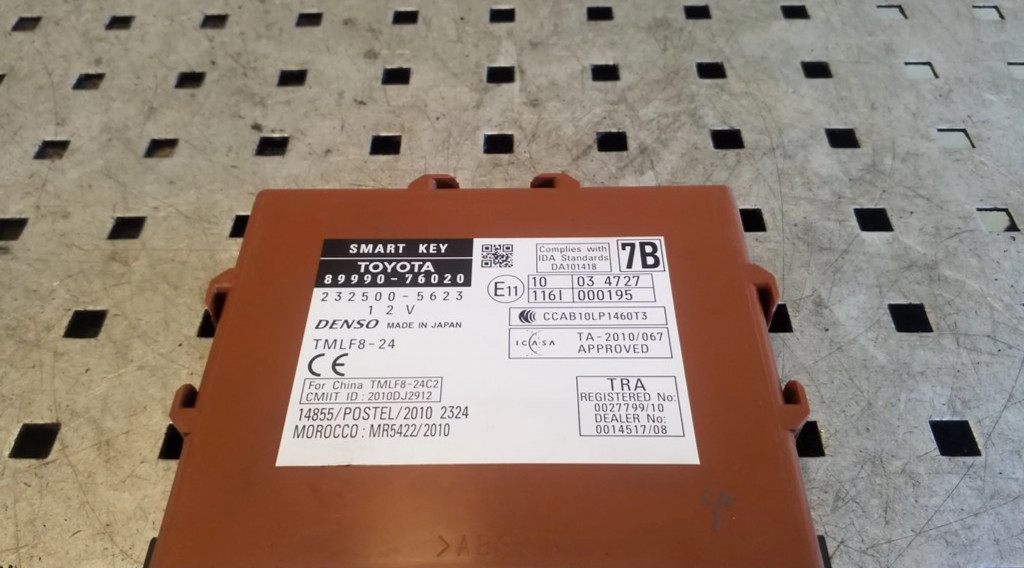 SMART KEY
TOYOTA
89990-76020
232500-5623
12V
DENSO MADE IN JAPAN
TMLF8-24
CE
For China TMLF8-24C2
CMIIT ID : 2010DJ2912
14855/POSTEL/2010 2324
MOROCCO : MR5422/2010
Complies with
IDA Standards
DA101418
7B
E11
10 03 4727
116I 000195
CCAB10LP1460T3
ICASA
TA-2010/067
APPROVED
TRA
REGISTERED No:
0027799/10
DEALER No:
0014517/08